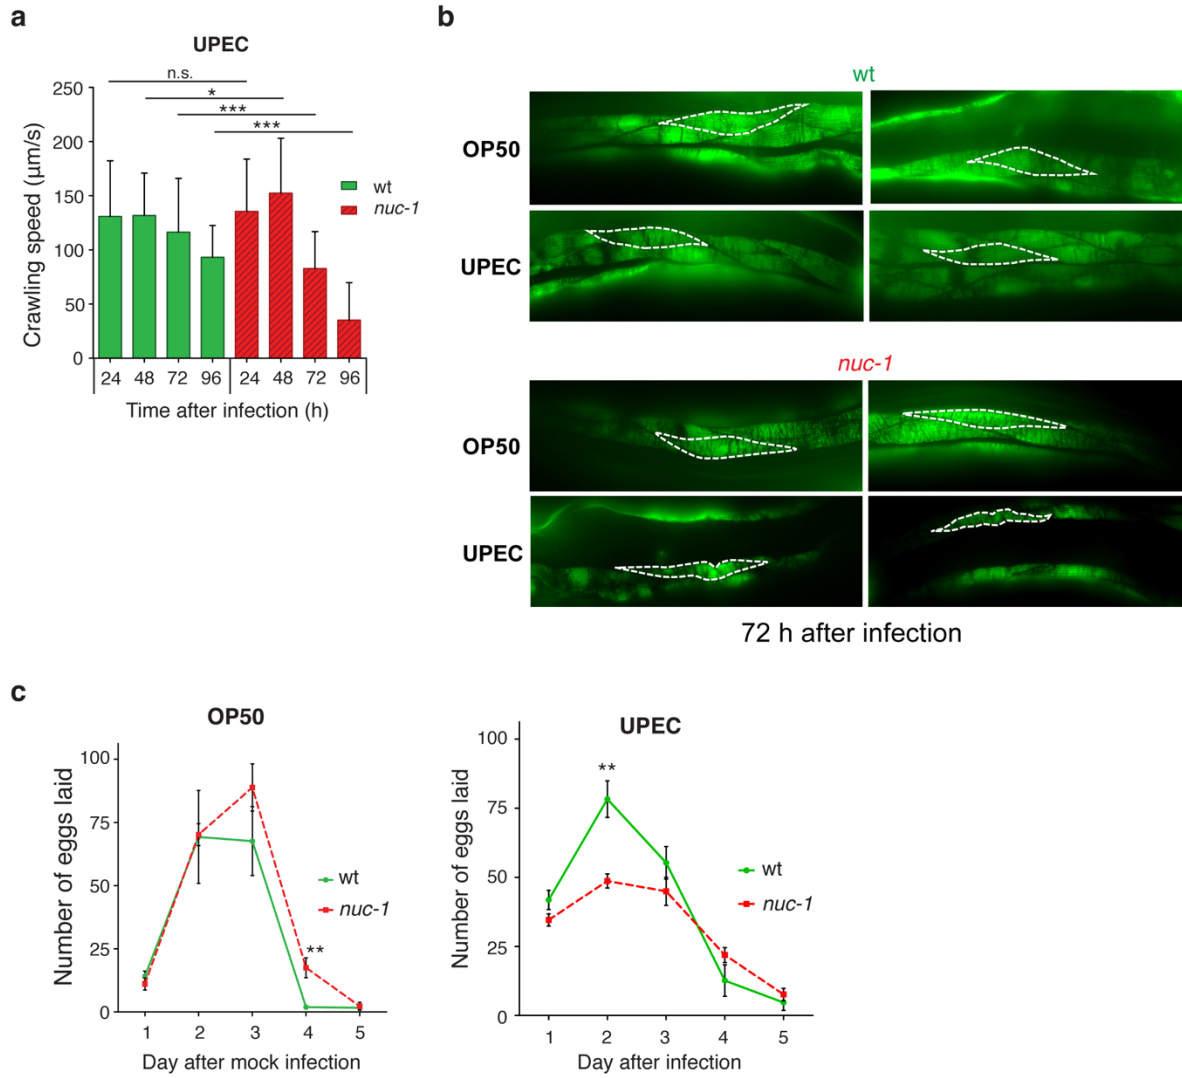 a
UPEC
n.s.
*
***
***
250
200
150
100
50
0
Crawling speed (μm/s)
wt
nuc-1
24 48 72 96 24 48 72 96
Time after infection (h)
b
wt
OP50
UPEC
nuc-1
OP50
UPEC
72 h after infection
c
OP50
100
75
50
25
0
Number of eggs laid
wt
nuc-1
**
1 2 3 4 5
Day after mock infection
UPEC
100
75
50
25
0
Number of eggs laid
**
wt
nuc-1
1 2 3 4 5
Day after infection